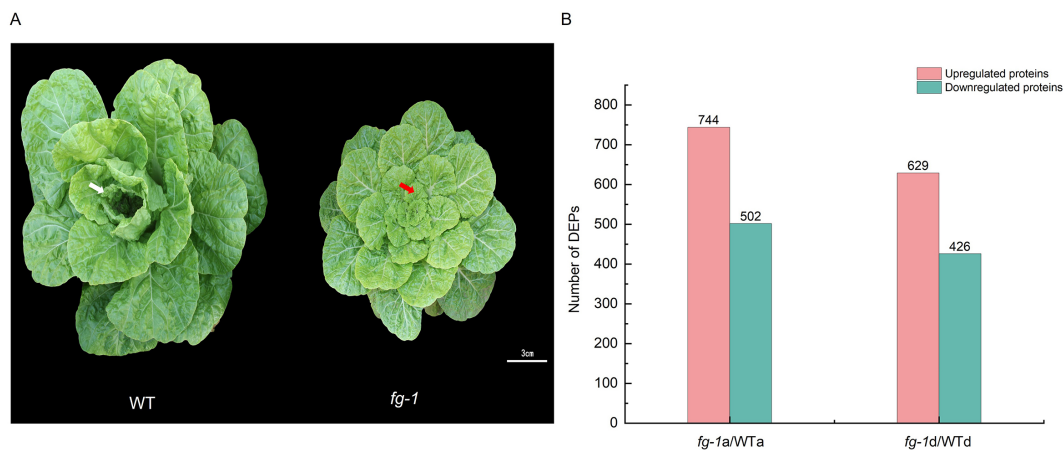 A
WT
fg-1
3cm
B
Upregulated proteins
Downregulated proteins
Number of DEPs
800
700
600
500
400
300
200
100
0
744
502
629
426
fg-1a/WTa
fg-1d/WTd